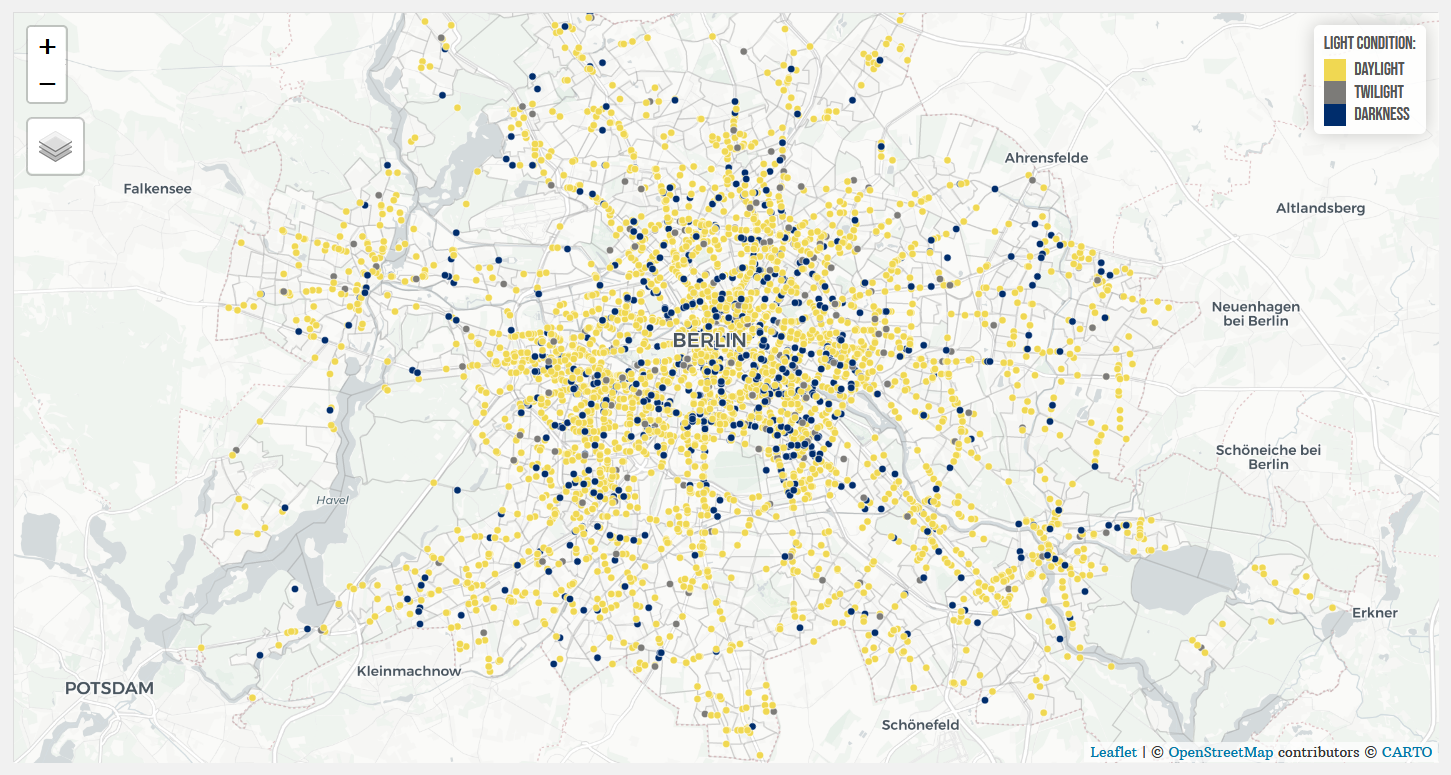 +
−
LIGHT CONDITION:
DAYLIGHT
TWILIGHT
DARKNESS
Ahrensfelde
Falkensee
Altlandsberg
Neuenhagen
bei Berlin
BERLIN
Schöneiche bei
Berlin
Havel
Erkner
Kleinmachnow
POTSDAM
Schönefeld
Leaflet | © OpenStreetMap contributors © CARTO